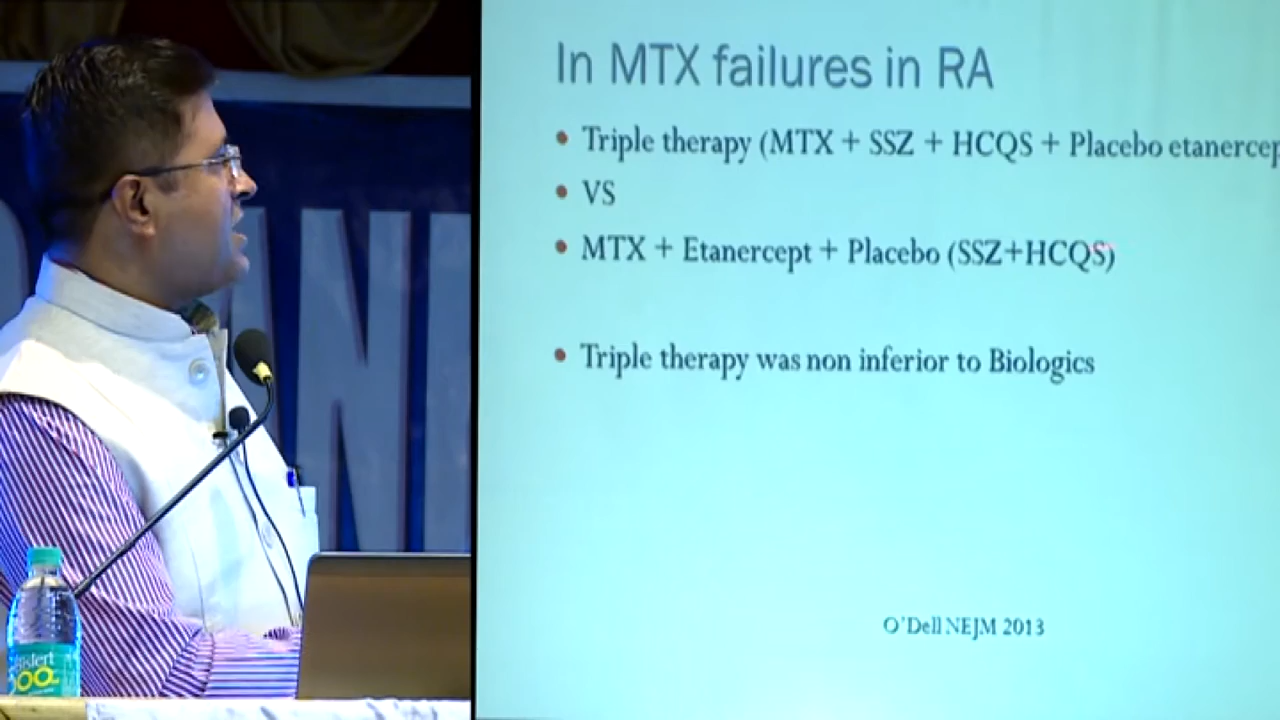 In MTX failures in RA
• Triple therapy (MTX + SSZ + HCQS + Placebo etanercep
• VS
• MTX + Etanercept + Placebo (SSZ+HCQS)
• Triple therapy was non inferior to Biologics
O'Dell NEJM 2013